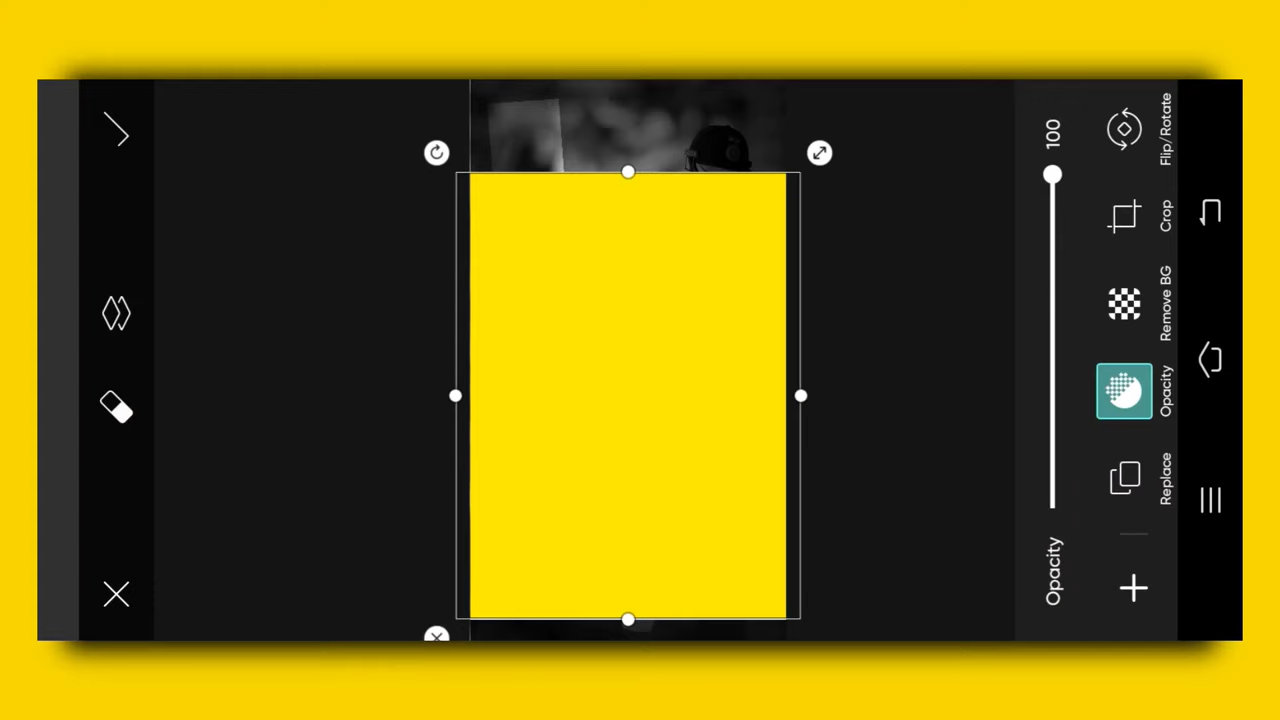 Opacity
100
Replace
Opacity
Remove BG
Crop
Flip/Rotate